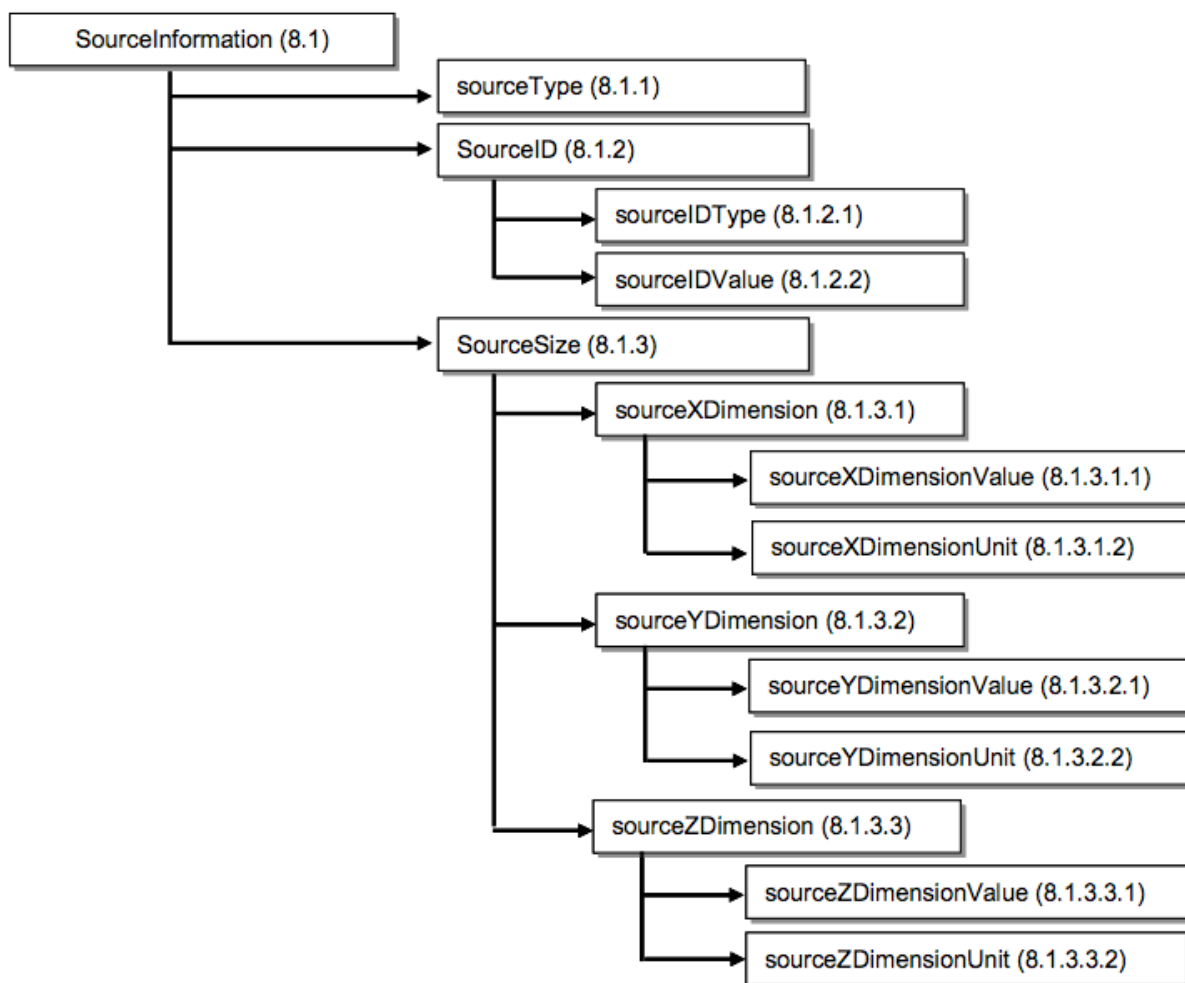 SourceInformation (8.1)
sourceType (8.1.1)
SourceID (8.1.2)
sourceIDType (8.1.2.1)
sourceIDValue (8.1.2.2)
SourceSize (8.1.3)
sourceXDimension (8.1.3.1)
sourceXDimensionValue (8.1.3.1.1)
sourceXDimensionUnit (8.1.3.1.2)
sourceYDimension (8.1.3.2)
sourceYDimensionValue (8.1.3.2.1)
sourceYDimensionUnit (8.1.3.2.2)
sourceZDimension (8.1.3.3)
sourceZDimensionValue (8.1.3.3.1)
sourceZDimensionUnit (8.1.3.3.2)